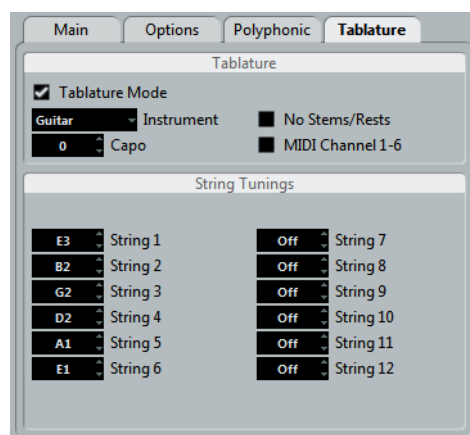 Main Options Polyphonic Tablature
Tablature
Tablature Mode
Guitar Instrument No Stems/Rests
0 Capo MIDI Channel 1-6
String Tunings
E3 String 1 Off String 7
B2 String 2 Off String 8
G2 String 3 Off String 9
D2 String 4 Off String 10
A1 String 5 Off String 11
E1 String 6 Off String 12